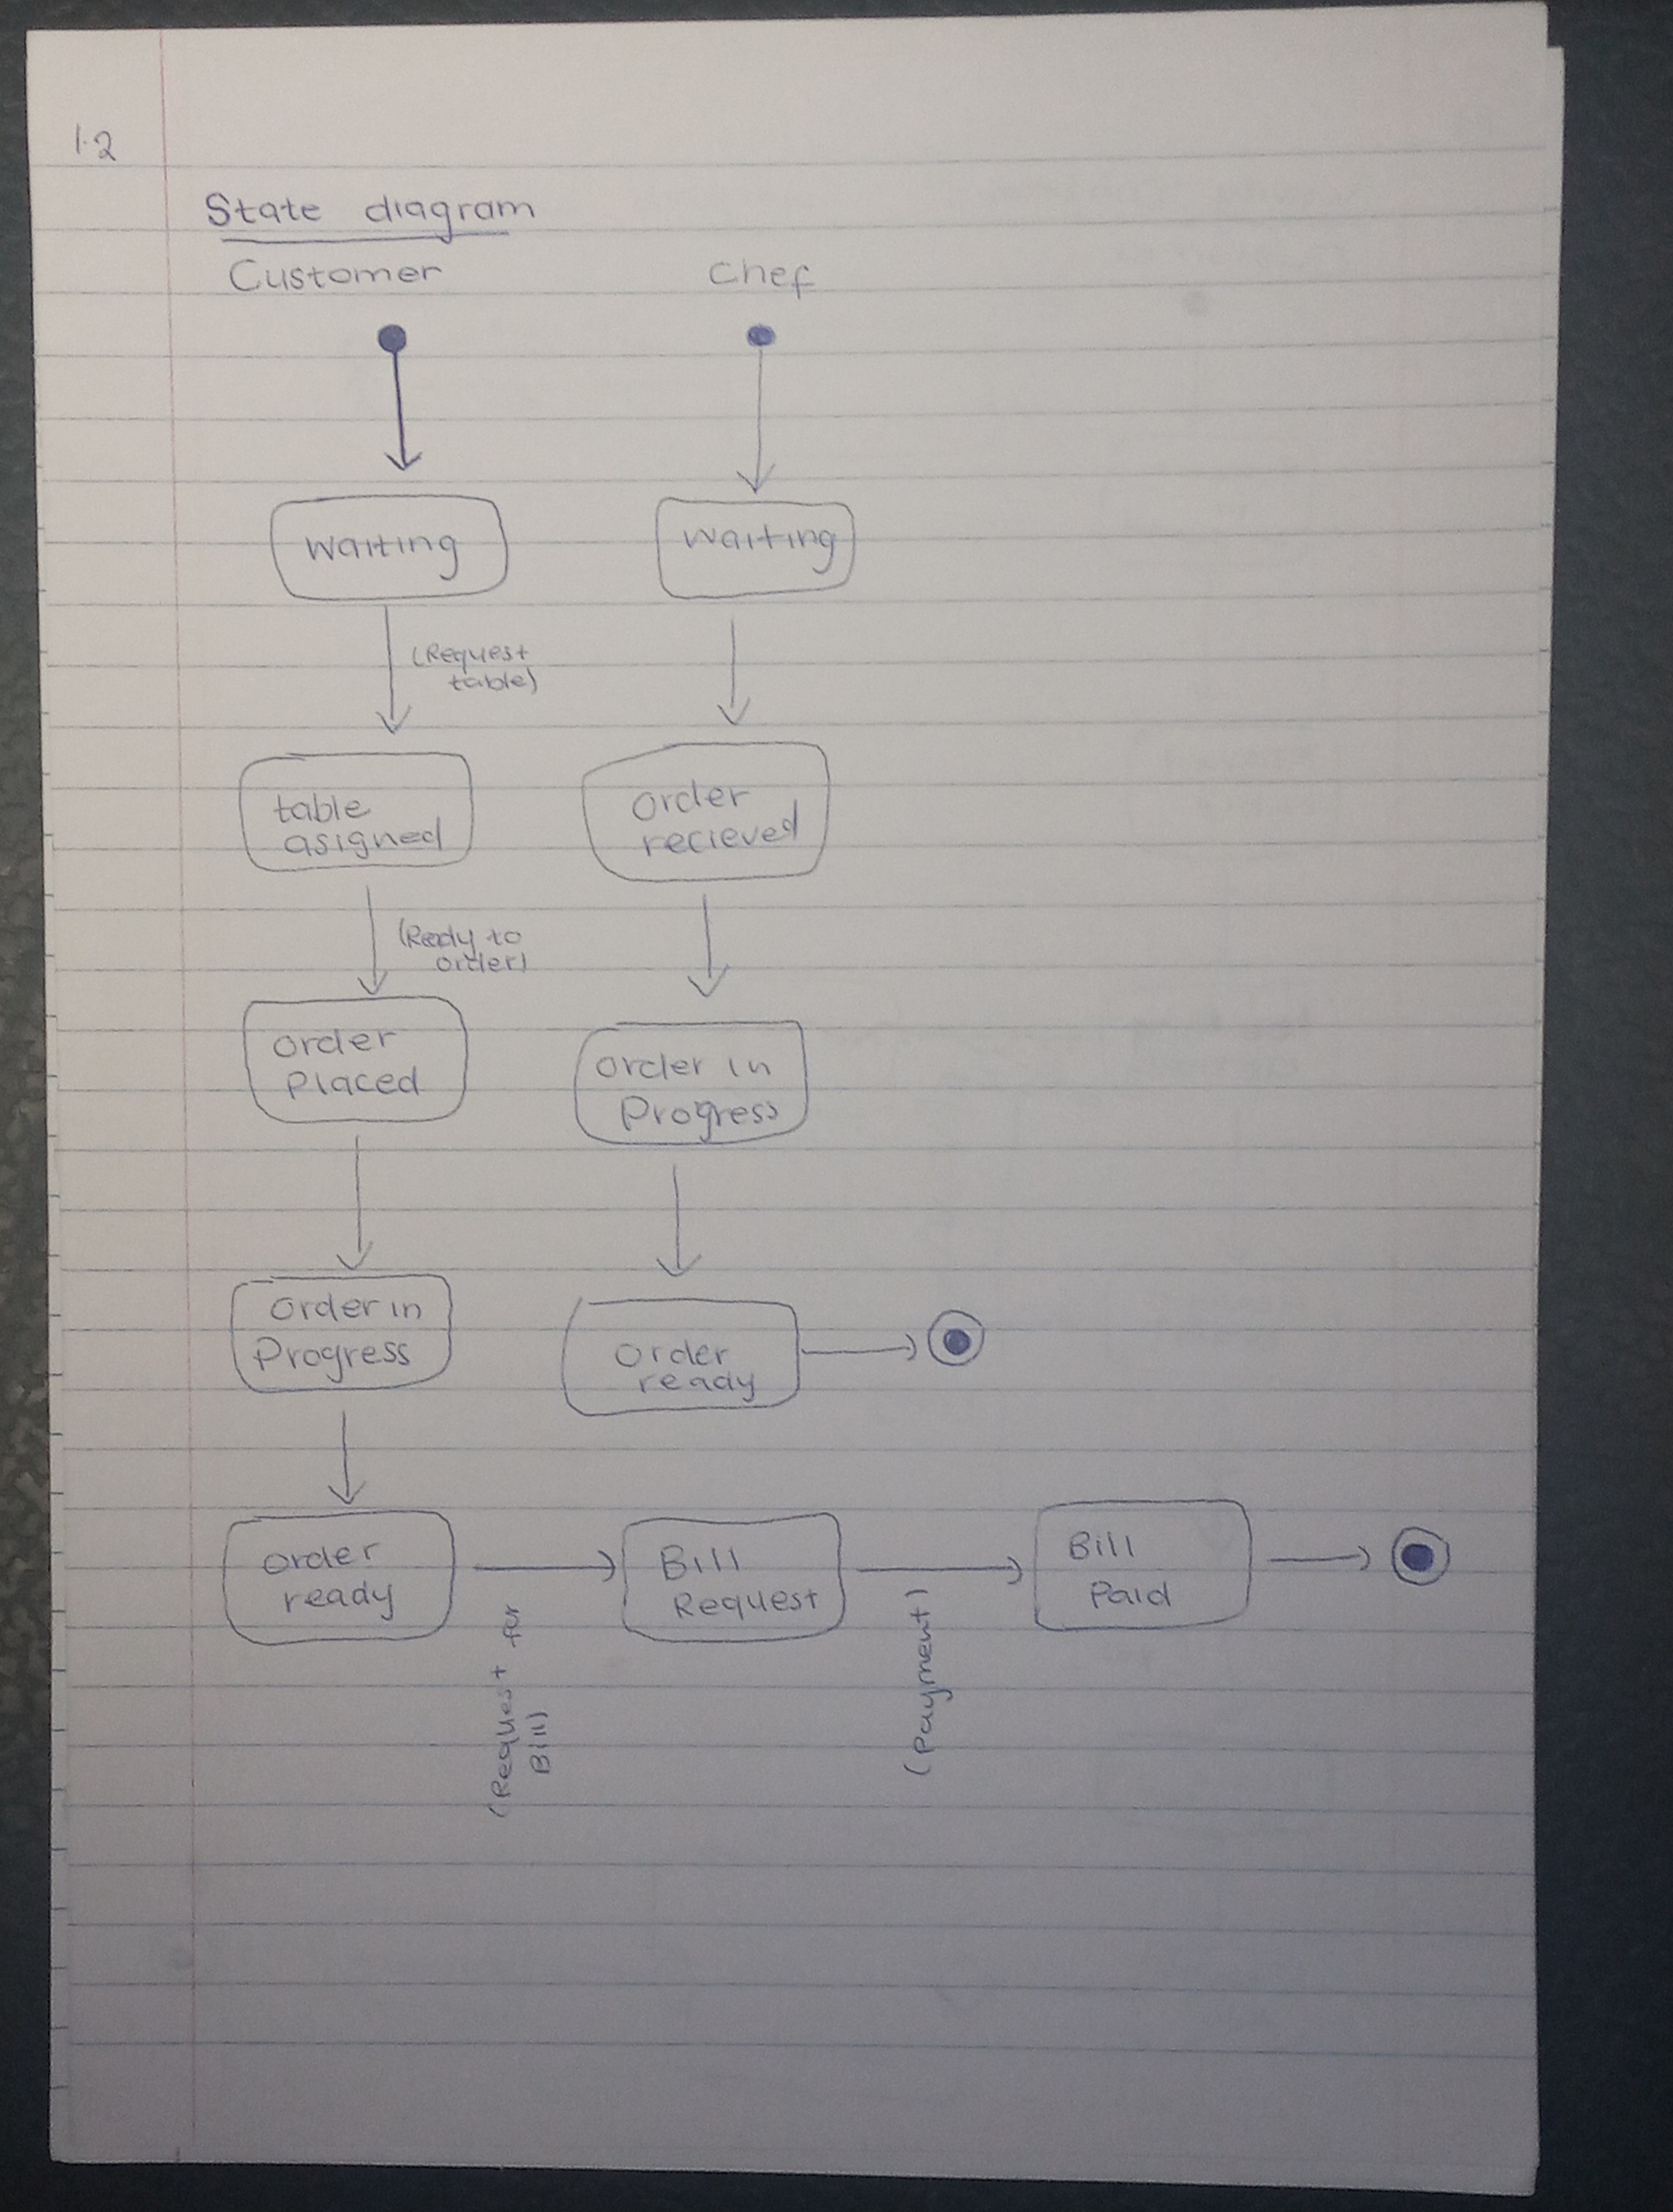 1.2
State diagram
Customer
Chef
Waiting
Waiting
(Request
table)
table
asigned
order
recieved
(Ready to
order)
order
Placed
order in
Progress
order in
Progress
order
ready
order
ready
Bill
Request
Bill
Paid
(Request for
Bill)
(Payment)